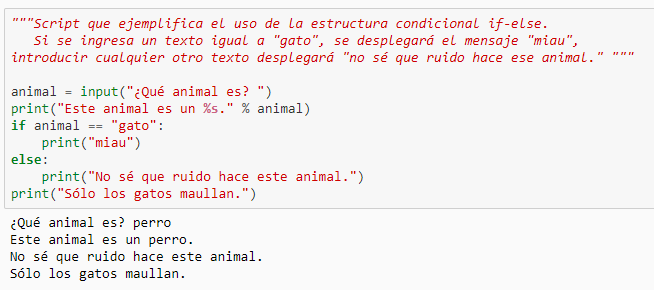 """Script que ejemplifica el uso de la estructura condicional if-else.
   Si se ingresa un texto igual a "gato", se desplegará el mensaje "miau",
introducir cualquier otro texto desplegará "no sé que ruido hace ese animal." """

animal = input("¿Qué animal es? ")
print("Este animal es un %s." % animal)
if animal == "gato":
    print("miau")
else:
    print("No sé que ruido hace este animal.")
print("Sólo los gatos maullan.")
¿Qué animal es? perro
Este animal es un perro.
No sé que ruido hace este animal.
Sólo los gatos maullan.